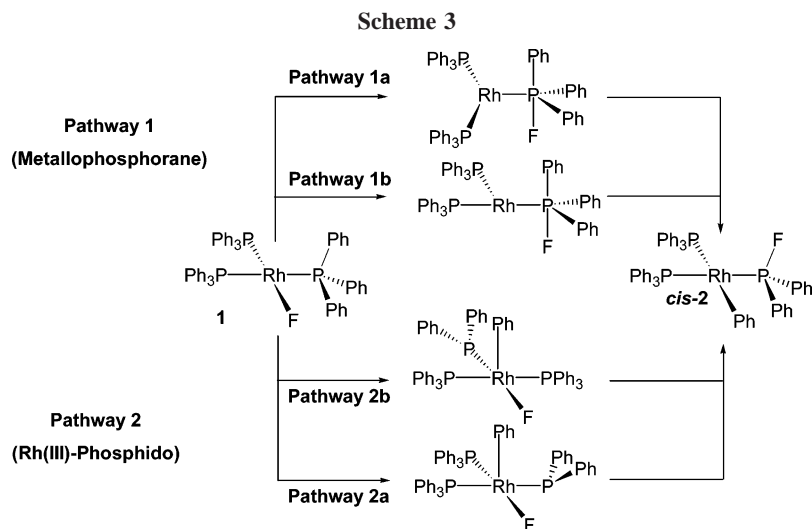 Scheme 3
Pathway 1
(Metallophosphorane)
Pathway 1a
Ph3P
Ph
Rh
P
Ph
Ph
Ph3P
F
Pathway 1b
Ph3P
Ph
Ph3P
Rh
P
Ph
Ph
F
Ph3P
Ph
Ph3P
Rh
P
Ph
Ph
F
1
Ph3P
F
Ph3P
Rh
P
Ph
Ph
Ph
cis-2
Pathway 2
(Rh(III)-Phosphido)
Pathway 2b
Ph
Ph
Ph
P
Ph3P
Rh
PPh3
F
Pathway 2a
Ph
Ph3P
Ph
Ph
Ph3P
Rh
P
F